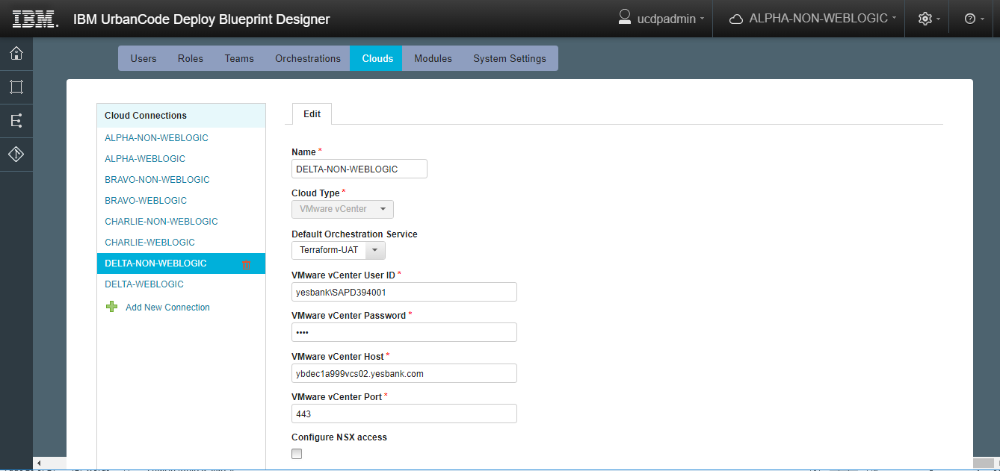 IBM. IBM UrbanCode Deploy Blueprint Designer ucdpadmin ALPHA-NON-WEBLOGIC
Users Roles Teams Orchestrations Clouds Modules System Settings
Cloud Connections
ALPHA-NON-WEBLOGIC
ALPHA-WEBLOGIC
BRAVO-NON-WEBLOGIC
BRAVO-WEBLOGIC
CHARLIE-NON-WEBLOGIC
CHARLIE-WEBLOGIC
DELTA-NON-WEBLOGIC
DELTA-WEBLOGIC
Add New Connection
Edit
Name *
DELTA-NON-WEBLOGIC
Cloud Type *
VMware vCenter
Default Orchestration Service
Terraform-UAT
VMware vCenter User ID *
yesbank\SAPD394001
VMware vCenter Password *
••••
VMware vCenter Host *
ybdec1a999vcs02.yesbank.com
VMware vCenter Port *
443
Configure NSX access